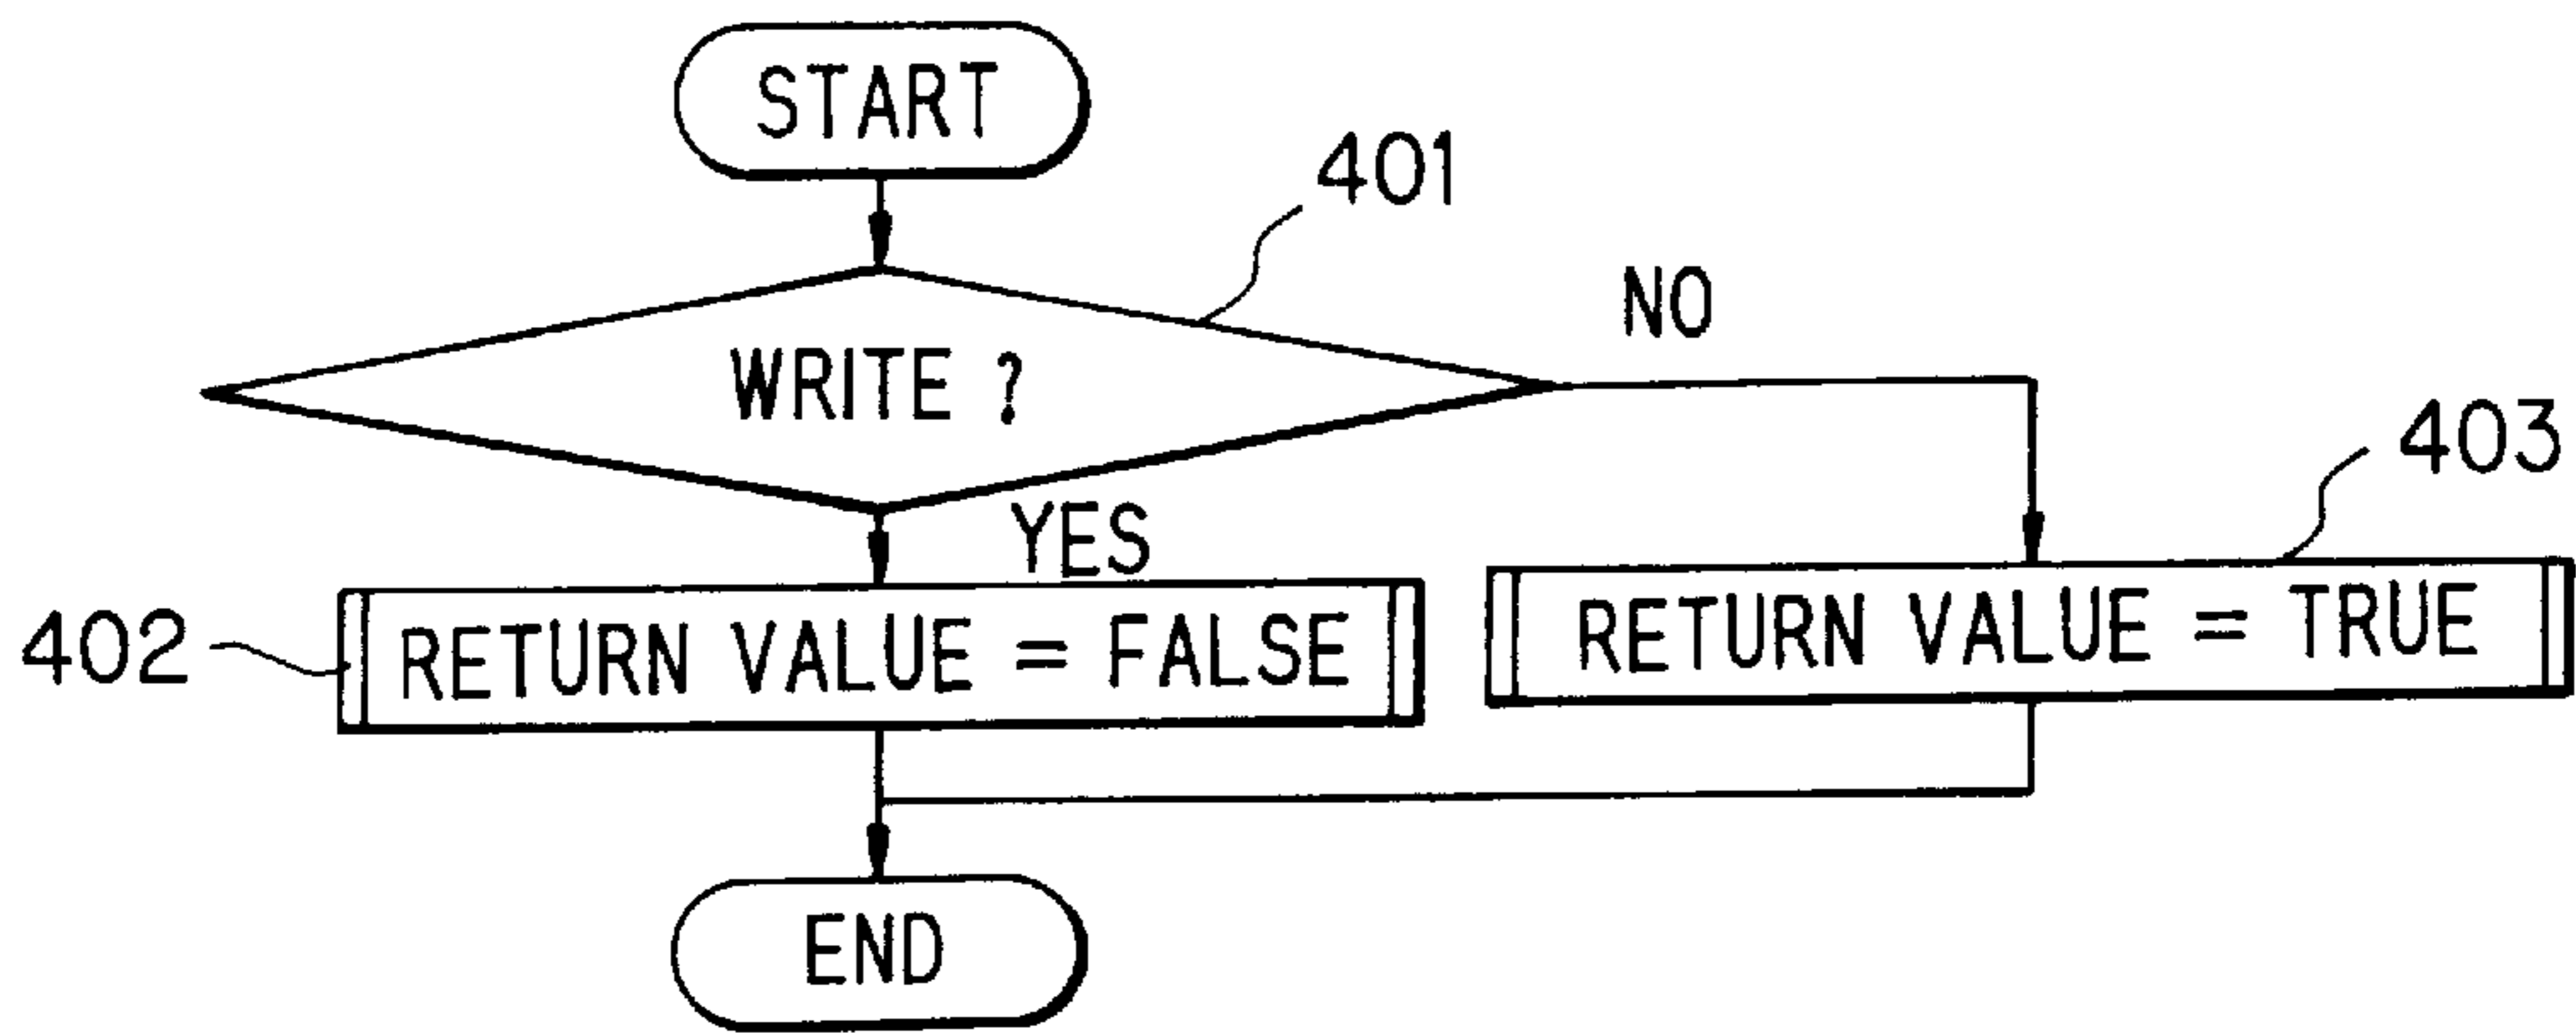 START
401
NO
WRITE ?
403
YES
402
RETURN VALUE = FALSE
RETURN VALUE = TRUE
END